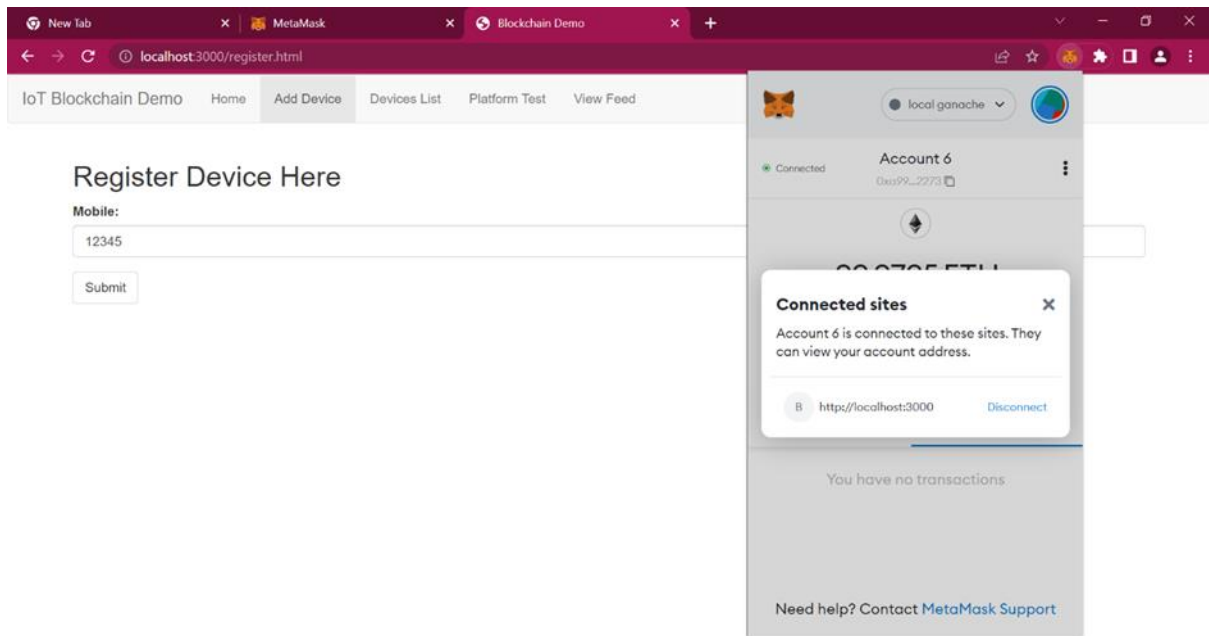 New Tab
MetaMask
Blockchain Demo
localhost:3000/register.html
IoT Blockchain Demo Home Add Device Devices List Platform Test View Feed
Register Device Here
Mobile:
12345
Submit
local ganache
Connected
Account 6
0xa99...2273
ETH
Connected sites
Account 6 is connected to these sites. They
can view your account address.
B http://localhost:3000 Disconnect
You have no transactions
Need help? Contact MetaMask Support